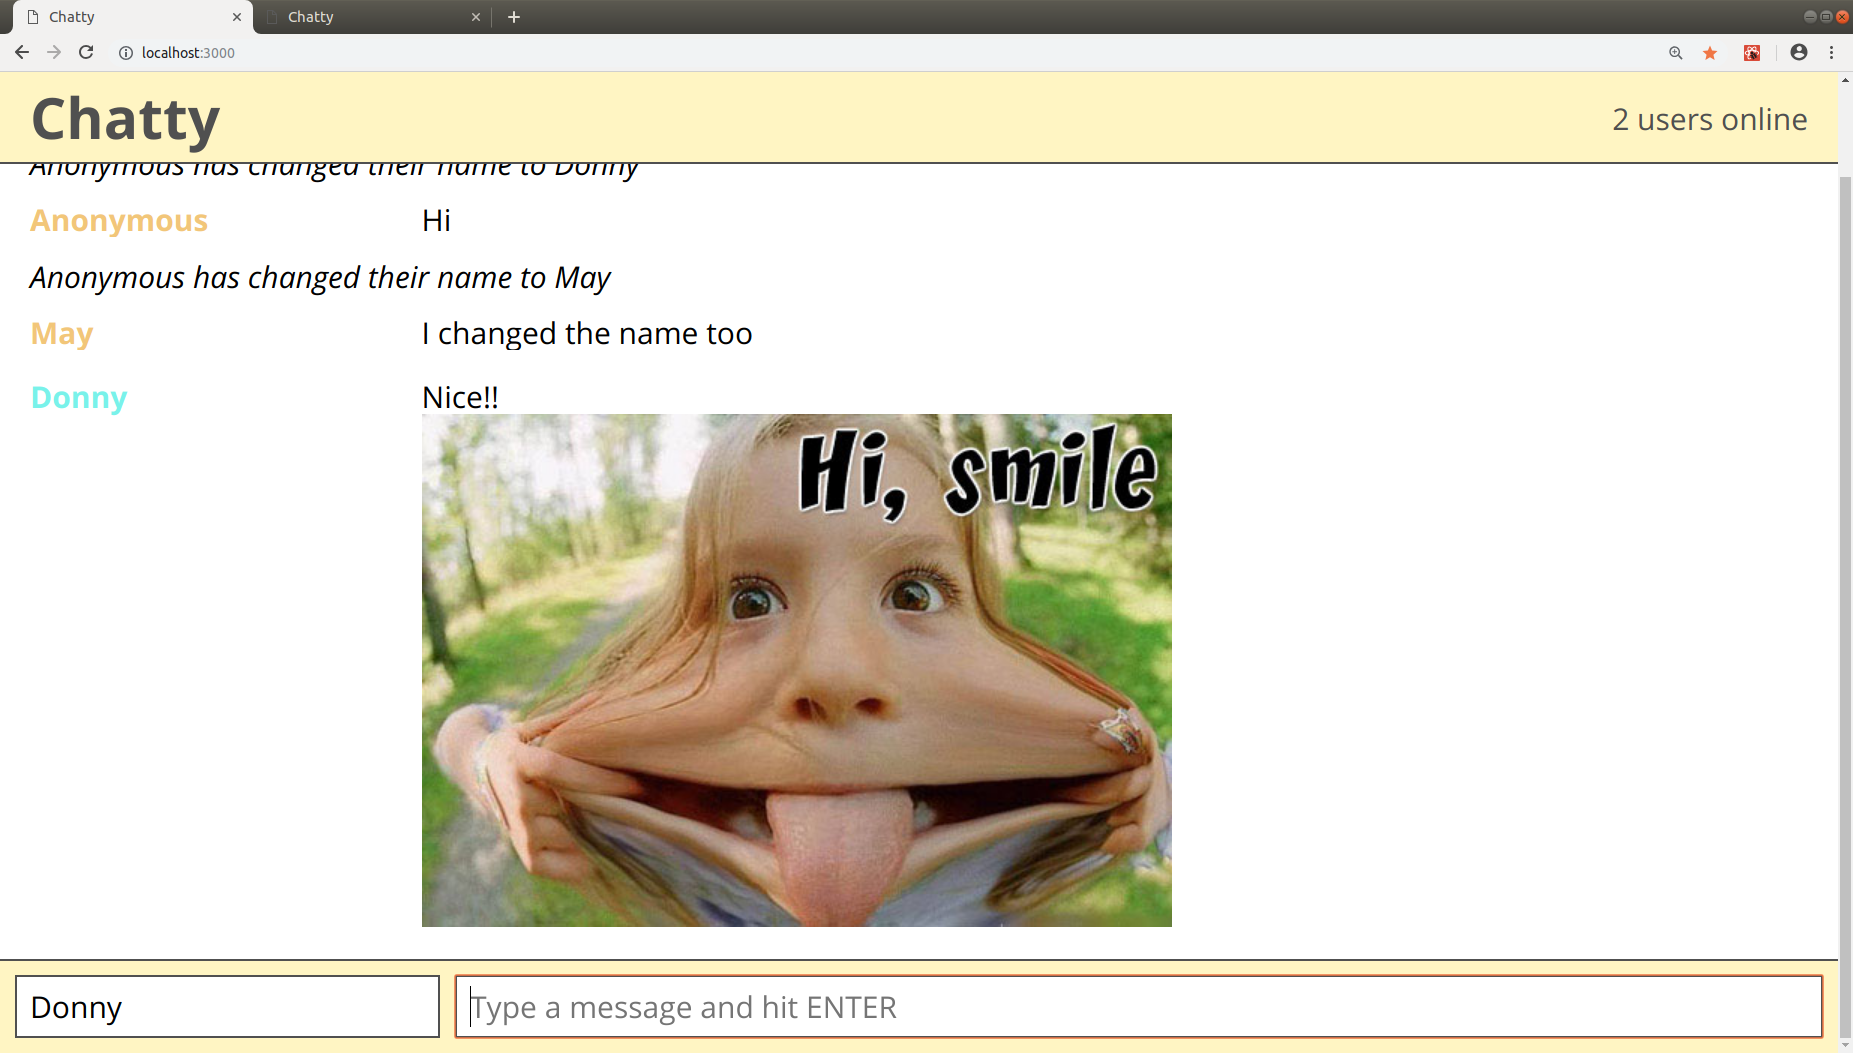 Chatty
Chatty
localhost:3000
Chatty
2 users online
Anonymous has changed their name to Donny
Anonymous Hi
Anonymous has changed their name to May
May I changed the name too
Donny Nice!!
Hi, smile
Donny
Type a message and hit ENTER